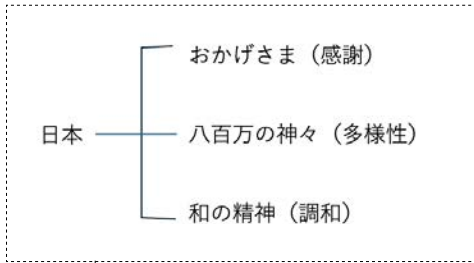 おかげさま（感謝）
日本
八百万の神々（多様性）
和の精神（調和）